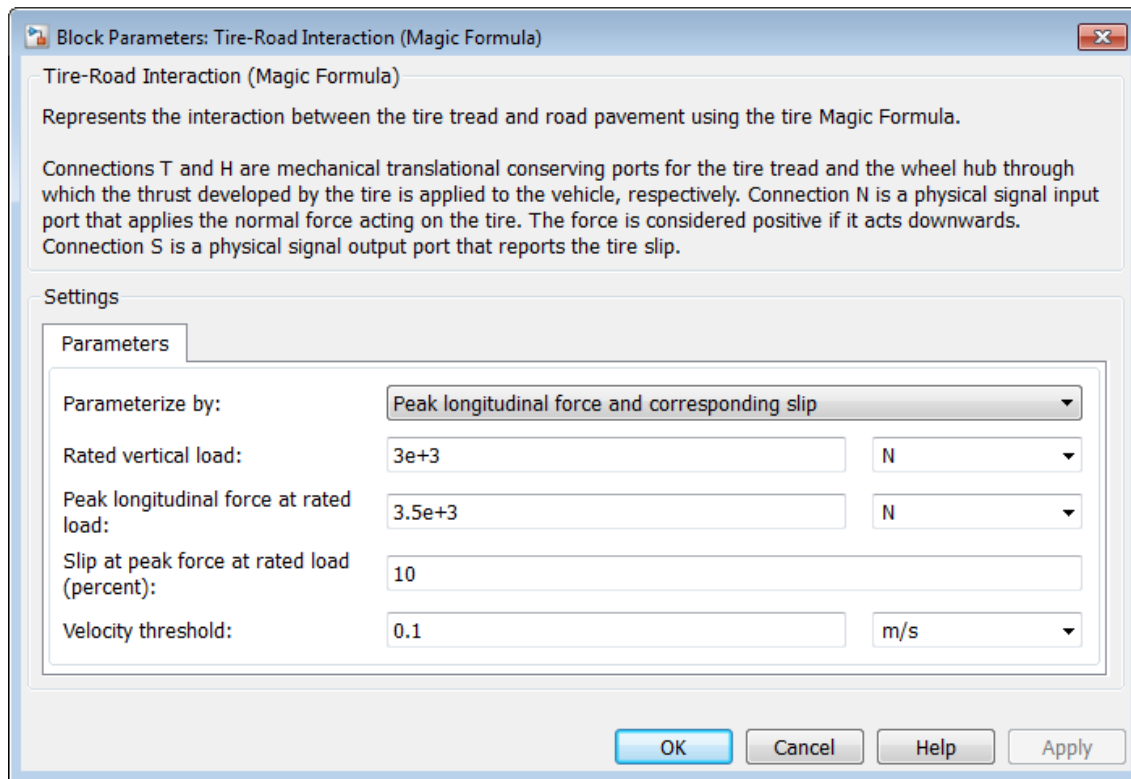 Block Parameters: Tire-Road Interaction (Magic Formula)
Tire-Road Interaction (Magic Formula)
Represents the interaction between the tire tread and road pavement using the tire Magic Formula.
Connections T and H are mechanical translational conserving ports for the tire tread and the wheel hub through
which the thrust developed by the tire is applied to the vehicle, respectively. Connection N is a physical signal input
port that applies the normal force acting on the tire. The force is considered positive if it acts downwards.
Connection S is a physical signal output port that reports the tire slip.
Settings
Parameters
Parameterize by: Peak longitudinal force and corresponding slip
Rated vertical load: 3e+3 N
Peak longitudinal force at rated
load: 3.5e+3 N
Slip at peak force at rated load
(percent): 10
Velocity threshold: 0.1 m/s
OK Cancel Help Apply